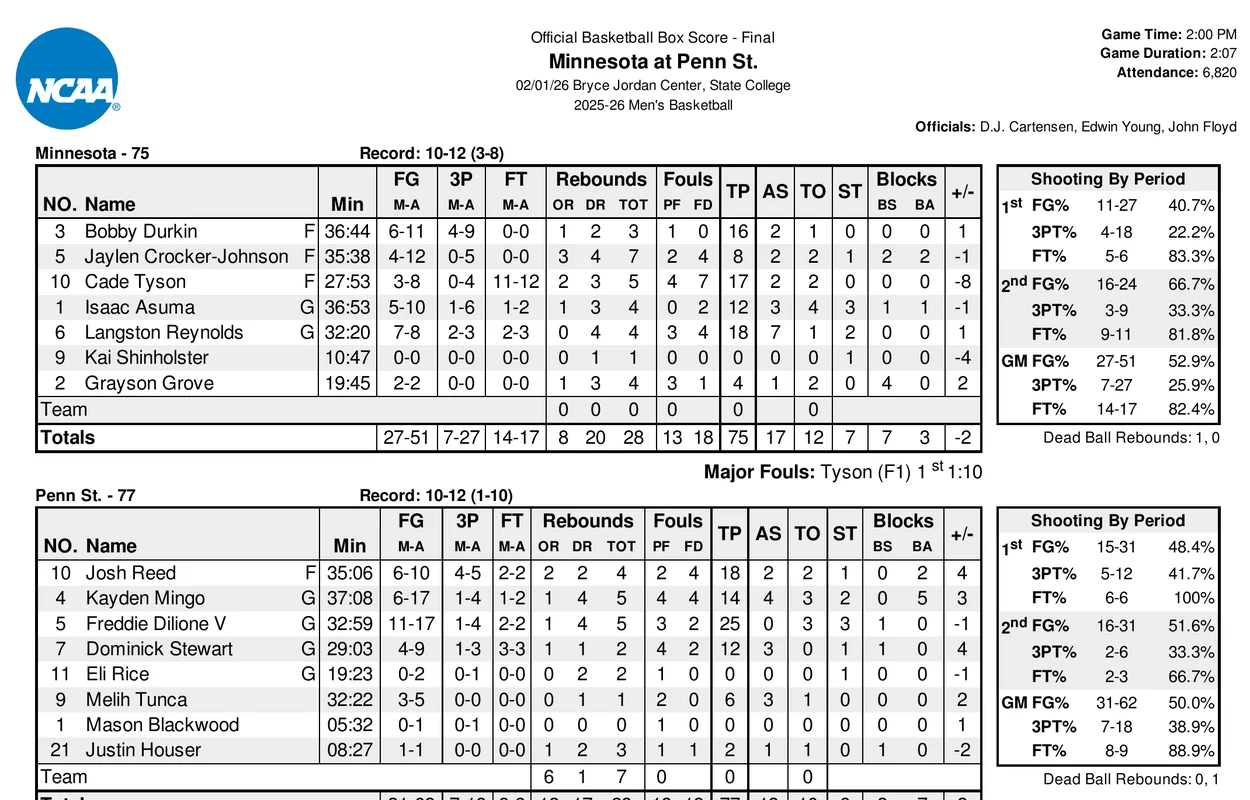 NCAA®
Official Basketball Box Score - Final
Minnesota at Penn St.
02/01/26 Bryce Jordan Center, State College
2025-26 Men's Basketball
Game Time: 2:00 PM
Game Duration: 2:07
Attendance: 6,820
Officials: D.J. Cartensen, Edwin Young, John Floyd
Minnesota - 75 Record: 10-12 (3-8)
FG 3P FT Rebounds Fouls TP AS TO ST Blocks +/-
NO. Name Min M-A M-A M-A OR DR TOT PF FD BS BA
3 Bobby Durkin F 36:44 6-11 4-9 0-0 1 2 3 1 0 16 2 1 0 0 0 1
5 Jaylen Crocker-Johnson F 35:38 4-12 0-5 0-0 3 4 7 2 4 8 2 2 1 2 2 -1
10 Cade Tyson F 27:53 3-8 0-4 11-12 2 3 5 4 7 17 2 2 0 0 0 -8
1 Isaac Asuma G 36:53 5-10 1-6 1-2 1 3 4 0 2 12 3 4 3 1 1 -1
6 Langston Reynolds G 32:20 7-8 2-3 2-3 0 4 4 3 4 18 7 1 2 0 0 1
9 Kai Shinholster 10:47 0-0 0-0 0-0 0 1 1 0 0 0 0 0 1 0 0 -4
2 Grayson Grove 19:45 2-2 0-0 0-0 1 3 4 3 1 4 1 2 0 4 0 2
Team 0 0 0 0 0 0
Totals 27-51 7-27 14-17 8 20 28 13 18 75 17 12 7 7 3 -2
Major Fouls: Tyson (F1) 1 st 1:10
Shooting By Period
1st FG% 11-27 40.7%
3PT% 4-18 22.2%
FT% 5-6 83.3%
2nd FG% 16-24 66.7%
3PT% 3-9 33.3%
FT% 9-11 81.8%
GM FG% 27-51 52.9%
3PT% 7-27 25.9%
FT% 14-17 82.4%
Dead Ball Rebounds: 1, 0
Penn St. - 77 Record: 10-12 (1-10)
FG 3P FT Rebounds Fouls TP AS TO ST Blocks +/-
NO. Name Min M-A M-A M-A OR DR TOT PF FD BS BA
10 Josh Reed F 35:06 6-10 4-5 2-2 2 2 4 2 4 18 2 2 1 0 2 4
4 Kayden Mingo G 37:08 6-17 1-4 1-2 1 4 5 4 4 14 4 3 2 0 5 3
5 Freddie Dilione V G 32:59 11-17 1-4 2-2 1 4 5 3 2 25 0 3 3 1 0 -1
7 Dominick Stewart G 29:03 4-9 1-3 3-3 1 1 2 4 2 12 3 0 1 1 0 4
11 Eli Rice G 19:23 0-2 0-1 0-0 0 2 2 1 0 0 0 0 1 0 0 -1
9 Melih Tunca 32:22 3-5 0-0 0-0 0 1 1 2 0 6 3 1 0 0 0 2
1 Mason Blackwood 05:32 0-1 0-1 0-0 0 0 0 1 0 0 0 0 0 0 0 1
21 Justin Houser 08:27 1-1 0-0 0-0 1 2 3 1 1 2 1 1 0 1 0 -2
Team 6 1 7 0 0 0
Shooting By Period
1st FG% 15-31 48.4%
3PT% 5-12 41.7%
FT% 6-6 100%
2nd FG% 16-31 51.6%
3PT% 2-6 33.3%
FT% 2-3 66.7%
GM FG% 31-62 50.0%
3PT% 7-18 38.9%
FT% 8-9 88.9%
Dead Ball Rebounds: 0, 1